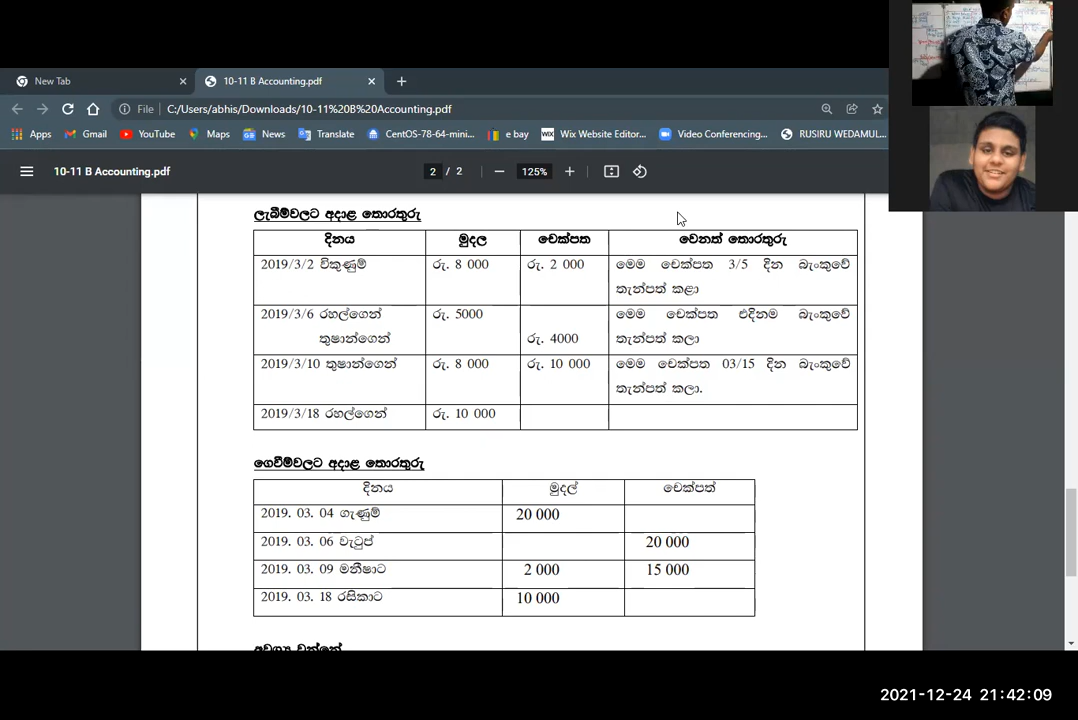 New Tab
10-11 B Accounting.pdf
File C:/Users/abhis/Downloads/10-11%20B%20Accounting.pdf
Apps Gmail YouTube Maps News Translate CentOS-78-64-mini... e bay Wix Website Editor... Video Conferencing... RUSIRU WEDAMUL...
10-11 B Accounting.pdf 2 / 2 125%
ලැබීම්වලට අදාළ තොරතුරු
දිනය මුදල චෙක්පත වෙනත් තොරතුරු
2019/3/2 විකුණුම් රු. 8 000 රු. 2 000 මෙම චෙක්පත 3/5 දින බැංකුවේ
තැන්පත් කළා
2019/3/6 රහල්ගෙන් රු. 5000 මෙම චෙක්පත එදිනම බැංකුවේ
තුෂාන්ගෙන් රු. 4000 තැන්පත් කලා
2019/3/10 තුෂාන්ගෙන් රු. 8 000 රු. 10 000 මෙම චෙක්පත 03/15 දින බැංකුවේ
තැන්පත් කලා.
2019/3/18 රහල්ගෙන් රු. 10 000
ගෙවීම්වලට අදාළ තොරතුරු
දිනය මුදල් චෙක්පත්
2019. 03. 04 ගැණුම් 20 000
2019. 03. 06 වැටුප් 20 000
2019. 03. 09 මනීෂාට 2 000 15 000
2019. 03. 18 රසිකාට 10 000
අවශ්‍ය වන්නේ
2021-12-24 21:42:09